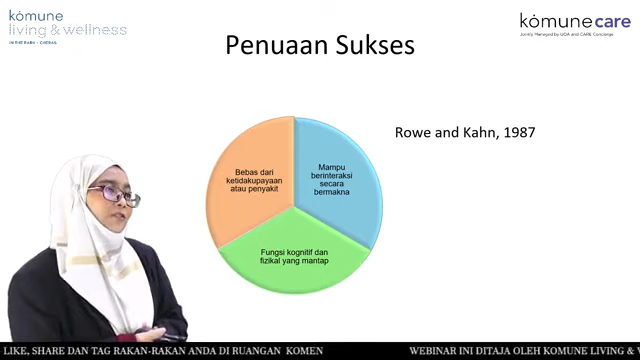 kömune
living & wellness
IN THE PARK - CHERAS
kömunecare
Jointly Managed by UOA and CARE Concierge
Penuaan Sukses
Rowe and Kahn, 1987
Bebas dari
ketidakupayaan
atau penyakit
Mampu
berinteraksi
secara
bermakna
Fungsi kognitif dan
fizikal yang mantap
LIKE, SHARE DAN TAG RAKAN-RAKAN ANDA DI RUANGAN KOMEN
WEBINAR INI DITAJA OLEH KOMUNE LIVING &